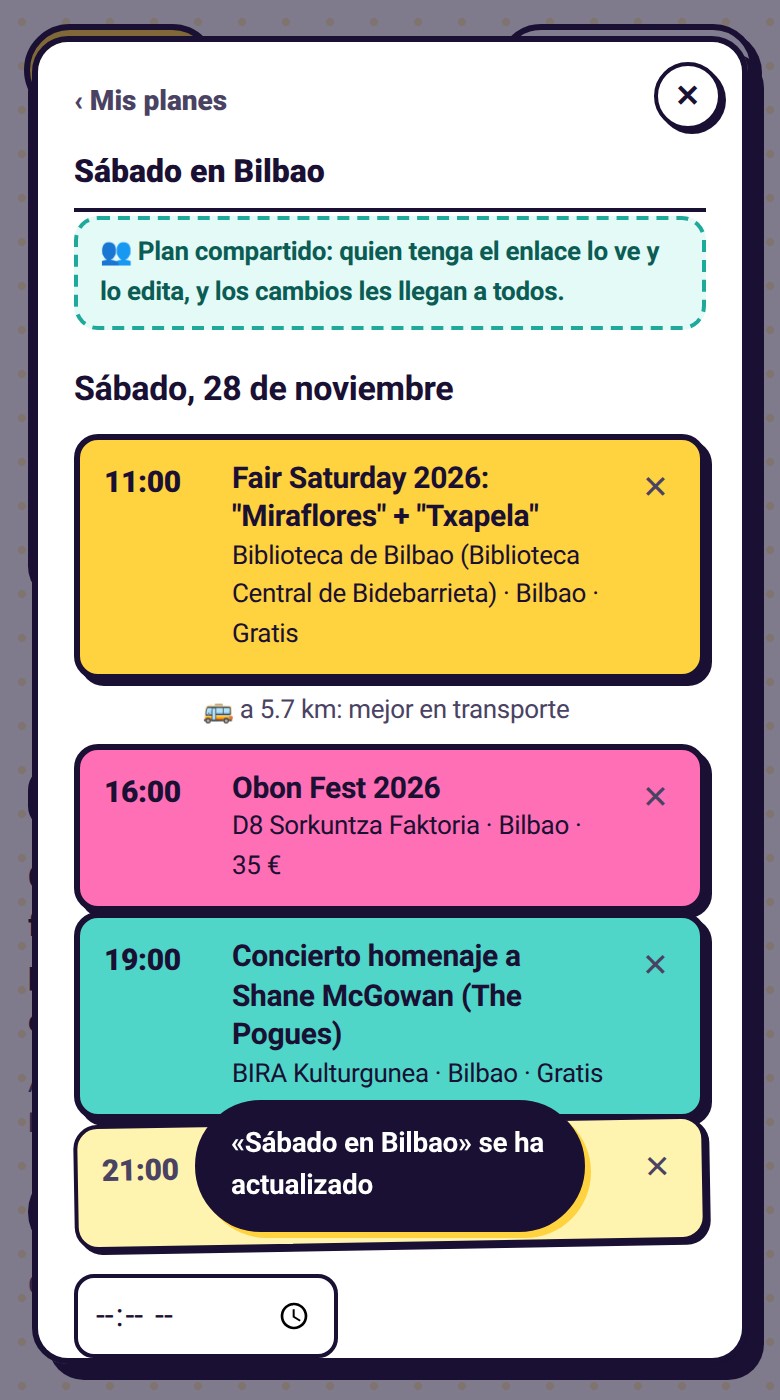 ‹ Mis planes
✕
Sábado en Bilbao
👥 Plan compartido: quien tenga el enlace lo ve y
lo edita, y los cambios les llegan a todos.
Sábado, 28 de noviembre
11:00
Fair Saturday 2026:
"Miraflores" + "Txapela"
✕
Biblioteca de Bilbao (Biblioteca
Central de Bidebarrieta) · Bilbao ·
Gratis
🚌 a 5.7 km: mejor en transporte
16:00
Obon Fest 2026
✕
D8 Sorkuntza Faktoria · Bilbao ·
35 €
19:00
Concierto homenaje a
✕
Shane McGowan (The
Pogues)
BIRA Kulturgunea · Bilbao · Gratis
21:00
«Sábado en Bilbao» se ha
actualizado
✕
--:-- --